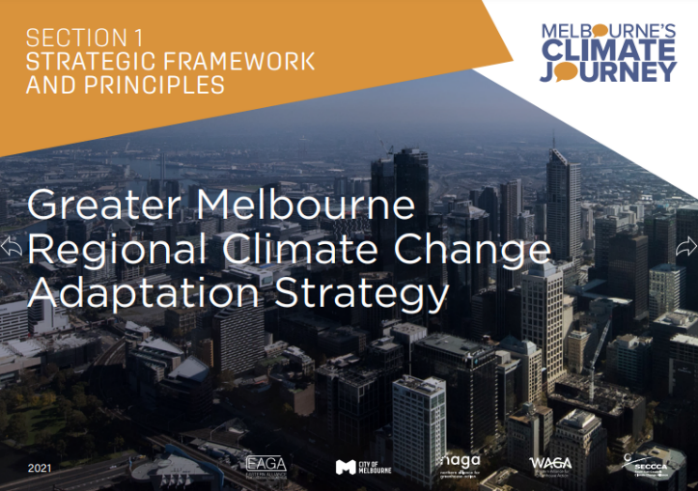 SECTION 1
STRATEGIC FRAMEWORK
AND PRINCIPLES
MELBOURNE'S
CLIMATE
JOURNEY
Greater Melbourne
Regional Climate Change
Adaptation Strategy
2021
EAGA
CITY OF
MELBOURNE
naga
WAGA
SECCCA